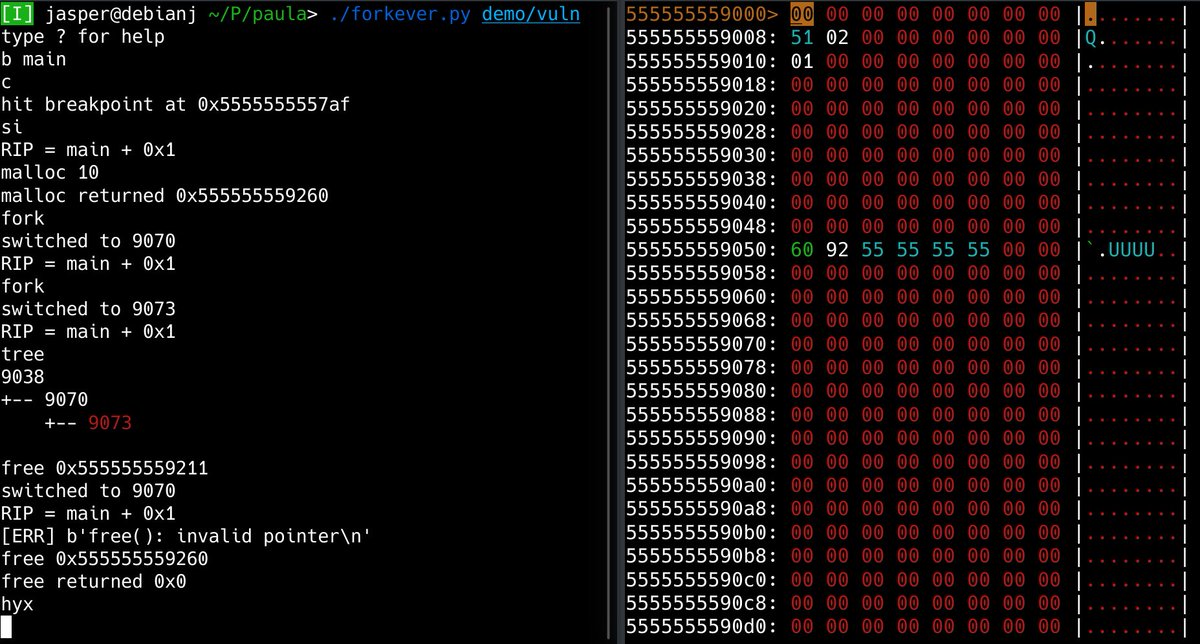 [I] jasper@debianj ~/P/paula> ./forkever.py demo/vuln
type ? for help
b main
c
hit breakpoint at 0x5555555557af
si
RIP = main + 0x1
malloc 10
malloc returned 0x555555559260
fork
switched to 9070
RIP = main + 0x1
fork
switched to 9073
RIP = main + 0x1
tree
9038
+-- 9070
    +-- 9073
free 0x555555559211
switched to 9070
RIP = main + 0x1
[ERR] b'free(): invalid pointer\n'
free 0x555555559260
free returned 0x0
hyx
555555559000> 00 00 00 00 00 00 00 00 |........|
555555559008: 51 02 00 00 00 00 00 00 |Q.......|
555555559010: 01 00 00 00 00 00 00 00 |........|
555555559018: 00 00 00 00 00 00 00 00 |........|
555555559020: 00 00 00 00 00 00 00 00 |........|
555555559028: 00 00 00 00 00 00 00 00 |........|
555555559030: 00 00 00 00 00 00 00 00 |........|
555555559038: 00 00 00 00 00 00 00 00 |........|
555555559040: 00 00 00 00 00 00 00 00 |........|
555555559048: 00 00 00 00 00 00 00 00 |........|
555555559050: 60 92 55 55 55 55 00 00 |`.UUUU..|
555555559058: 00 00 00 00 00 00 00 00 |........|
555555559060: 00 00 00 00 00 00 00 00 |........|
555555559068: 00 00 00 00 00 00 00 00 |........|
555555559070: 00 00 00 00 00 00 00 00 |........|
555555559078: 00 00 00 00 00 00 00 00 |........|
555555559080: 00 00 00 00 00 00 00 00 |........|
555555559088: 00 00 00 00 00 00 00 00 |........|
555555559090: 00 00 00 00 00 00 00 00 |........|
555555559098: 00 00 00 00 00 00 00 00 |........|
5555555590a0: 00 00 00 00 00 00 00 00 |........|
5555555590a8: 00 00 00 00 00 00 00 00 |........|
5555555590b0: 00 00 00 00 00 00 00 00 |........|
5555555590b8: 00 00 00 00 00 00 00 00 |........|
5555555590c0: 00 00 00 00 00 00 00 00 |........|
5555555590c8: 00 00 00 00 00 00 00 00 |........|
5555555590d0: 00 00 00 00 00 00 00 00 |........|